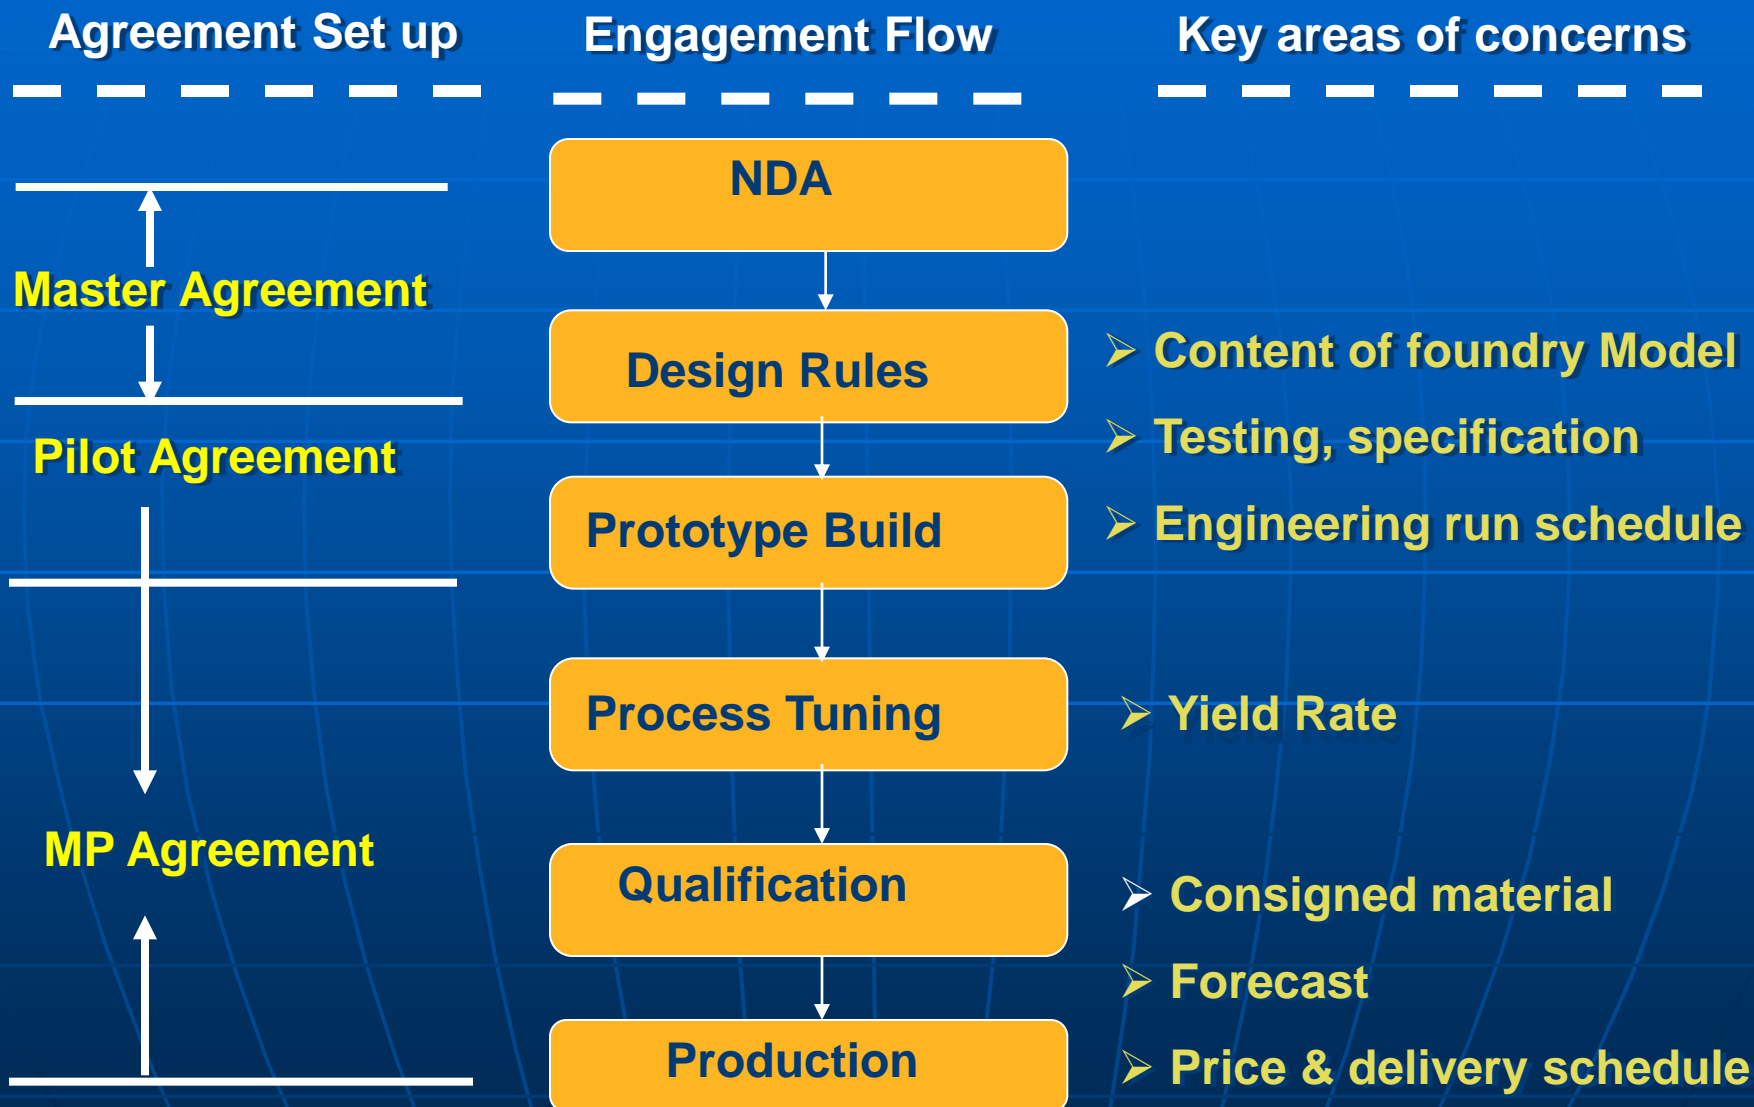 Agreement Set up
Engagement Flow
Key areas of concerns
NDA
Master Agreement
Design Rules
Content of foundry Model
Testing, specification
Pilot Agreement
Prototype Build
Engineering run schedule
Process Tuning
Yield Rate
MP Agreement
Qualification
Consigned material
Forecast
Production
Price & delivery schedule